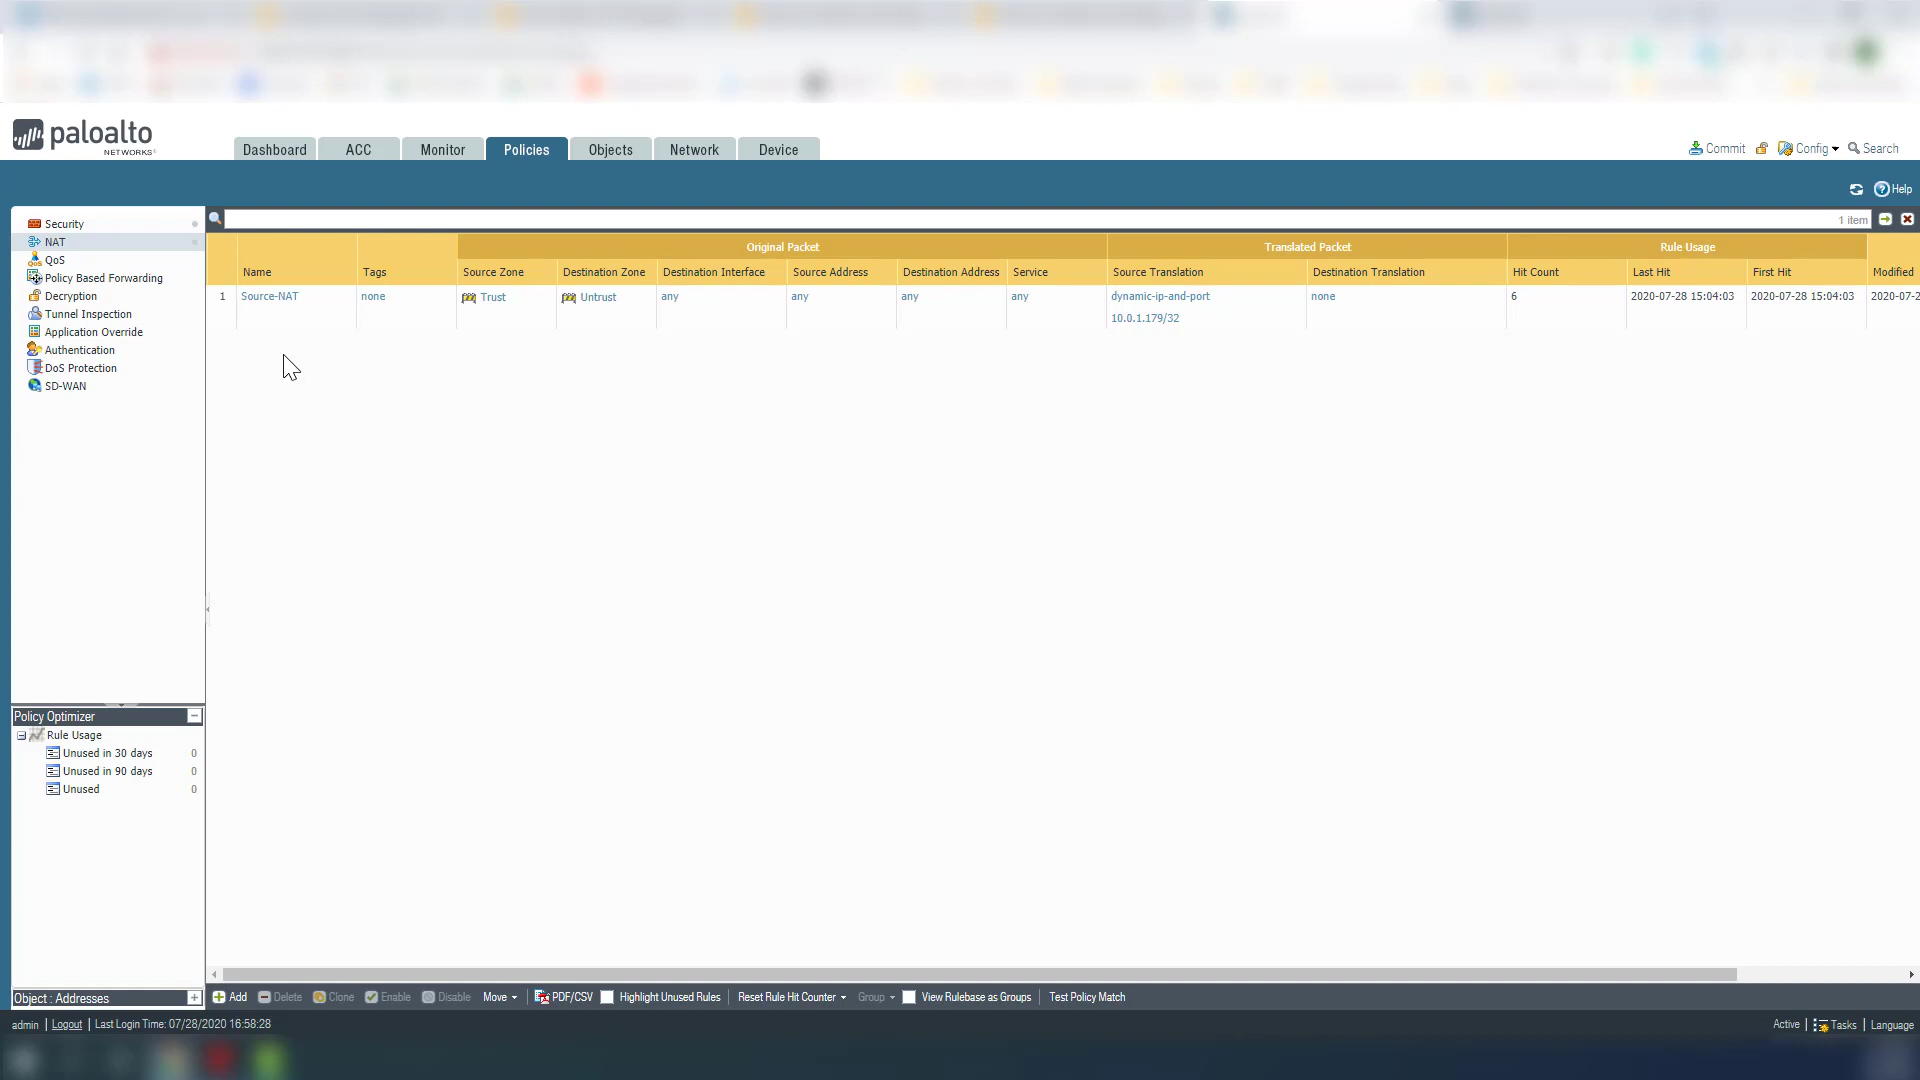 paloalto
NETWORKS®
Dashboard ACC Monitor Policies Objects Network Device
Commit Config Search
Help
Security
NAT
QoS
Policy Based Forwarding
Decryption
Tunnel Inspection
Application Override
Authentication
DoS Protection
SD-WAN
1 item
Original Packet Translated Packet Rule Usage
Name Tags Source Zone Destination Zone Destination Interface Source Address Destination Address Service Source Translation Destination Translation Hit Count Last Hit First Hit Modified
1 Source-NAT none Trust Untrust any any any any dynamic-ip-and-port none 6 2020-07-28 15:04:03 2020-07-28 15:04:03 2020-07-2
10.0.1.179/32
Policy Optimizer
Rule Usage
Unused in 30 days 0
Unused in 90 days 0
Unused 0
Object : Addresses
Add Delete Clone Enable Disable Move PDF/CSV Highlight Unused Rules Reset Rule Hit Counter Group View Rulebase as Groups Test Policy Match
admin | Logout | Last Login Time: 07/28/2020 16:58:28
Active | Tasks | Language